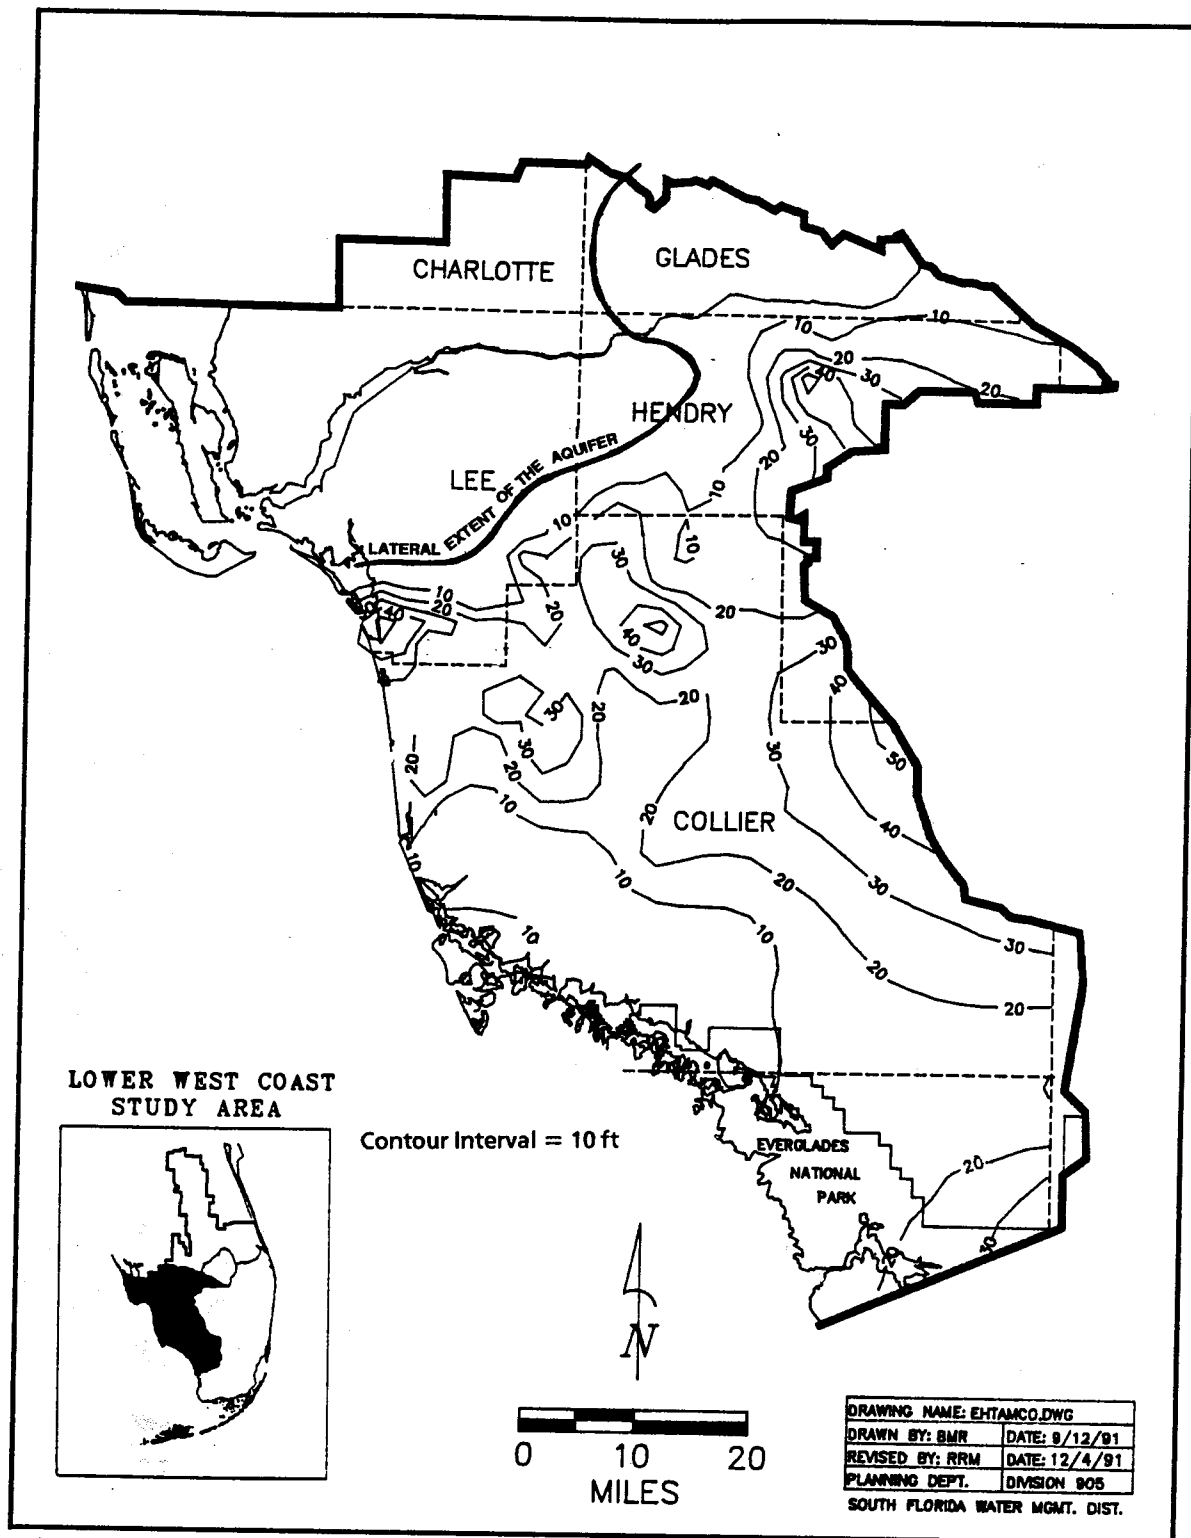 CHARLOTTE
GLADES
10
10
20
40
30
20
HENDRY
30
20
LEE
LATERAL EXTENT OF THE AQUIFER
10
10
10
30
10
20
20
20
40
40
30
30
20
40
20
30
30
30
50
20
20
10
20
COLLIER
40
10
10
20
30
10
10
30
20
20
LOWER WEST COAST
STUDY AREA
Contour Interval = 10 ft
EVERGLADES
NATIONAL
PARK
20
20
30
N
0 10 20
MILES
DRAWING NAME: EHTAMCO.DWG
DRAWN BY: BMR DATE: 9/12/91
REVISED BY: RRM DATE: 12/4/91
PLANNING DEPT. DIVISION 905
SOUTH FLORIDA WATER MGMT. DIST.